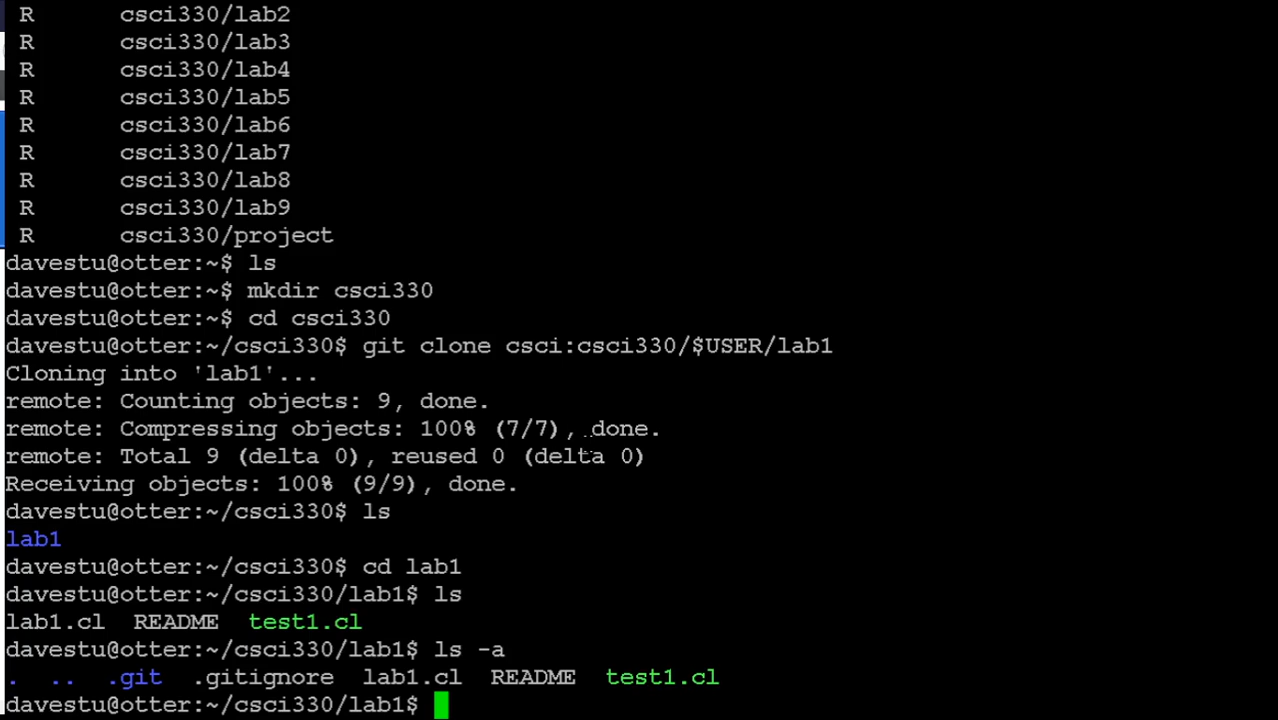 R csci330/lab2
R csci330/lab3
R csci330/lab4
R csci330/lab5
R csci330/lab6
R csci330/lab7
R csci330/lab8
R csci330/lab9
R csci330/project
davestu@otter:~$ ls
davestu@otter:~$ mkdir csci330
davestu@otter:~$ cd csci330
davestu@otter:~/csci330$ git clone csci:csci330/$USER/lab1
Cloning into 'lab1'...
remote: Counting objects: 9, done.
remote: Compressing objects: 100% (7/7), done.
remote: Total 9 (delta 0), reused 0 (delta 0)
Receiving objects: 100% (9/9), done.
davestu@otter:~/csci330$ ls
lab1
davestu@otter:~/csci330$ cd lab1
davestu@otter:~/csci330/lab1$ ls
lab1.cl README test1.cl
davestu@otter:~/csci330/lab1$ ls -a
. .. .git .gitignore lab1.cl README test1.cl
davestu@otter:~/csci330/lab1$